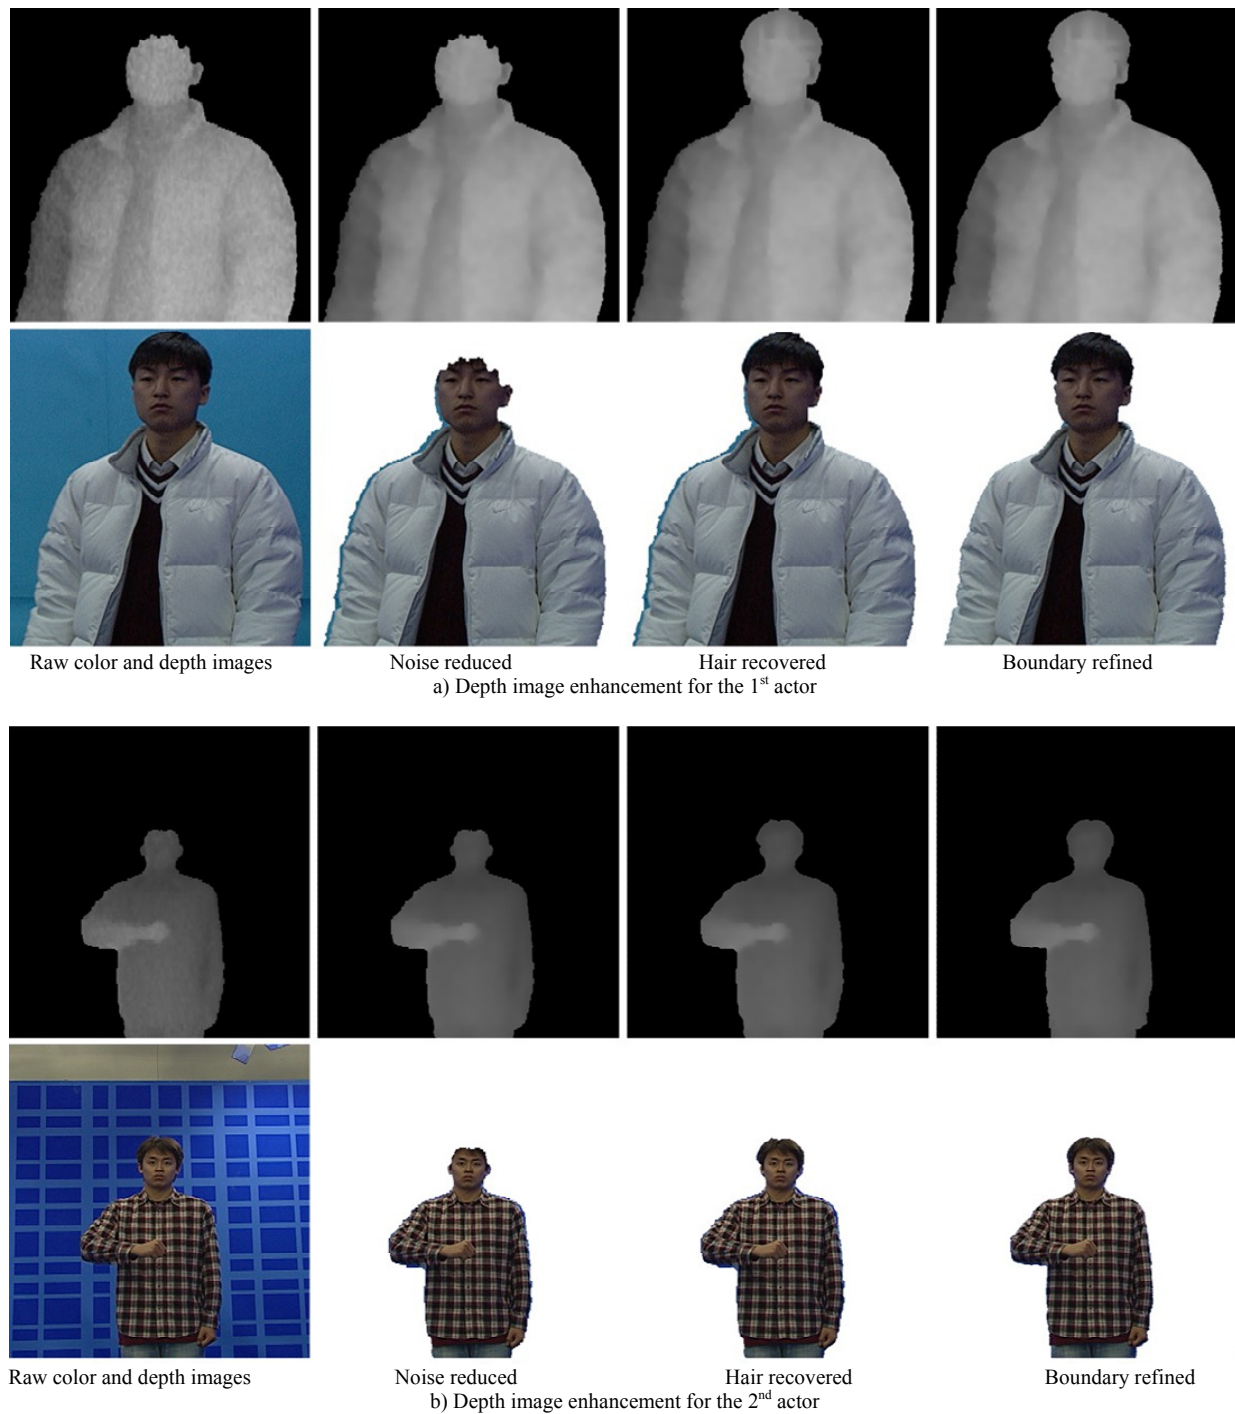 Raw color and depth images Noise reduced Hair recovered Boundary refined
a) Depth image enhancement for the 1st actor
Raw color and depth images Noise reduced Hair recovered Boundary refined
b) Depth image enhancement for the 2nd actor